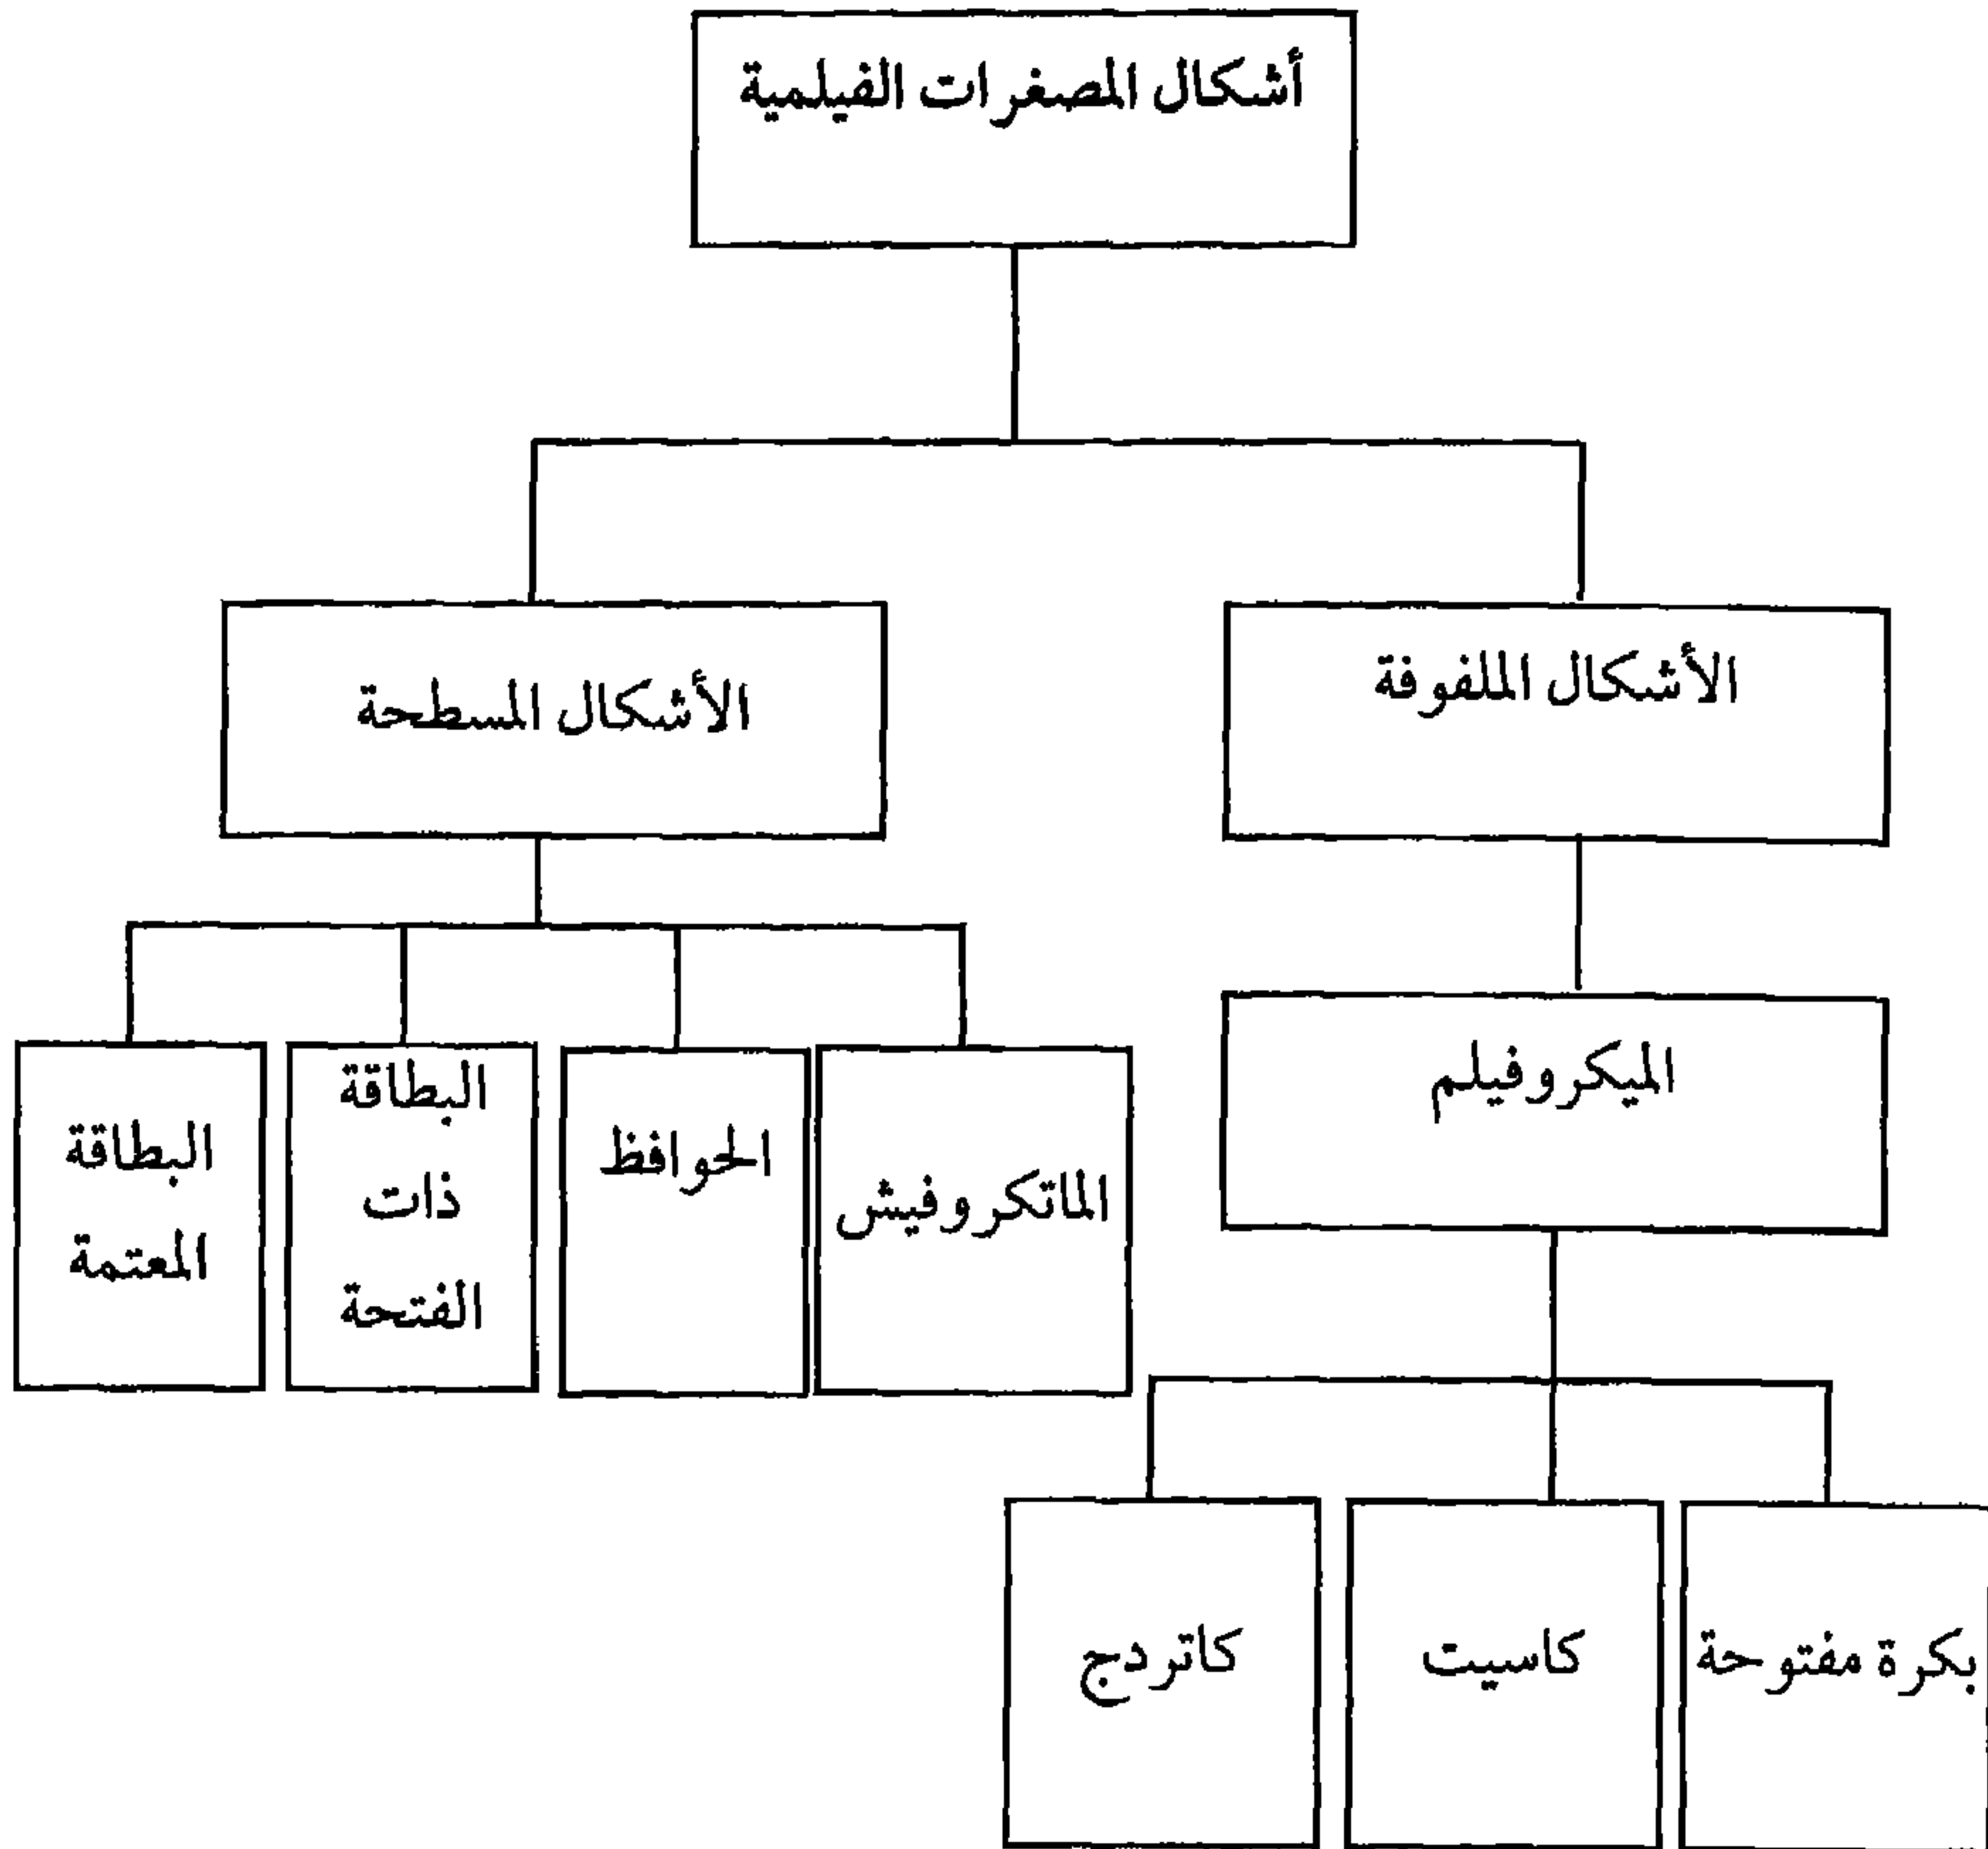 أشكال المصغرات الفيلمية
الأشكال الملفوفة
الأشكال المسطحة
الميكروفيلم
الماتكروفيش
الحوافظ
البطاقة
ذات
الفتحة
البطاقة
المعتمة
بكرة مفتوحة
كاسيت
كاتردج